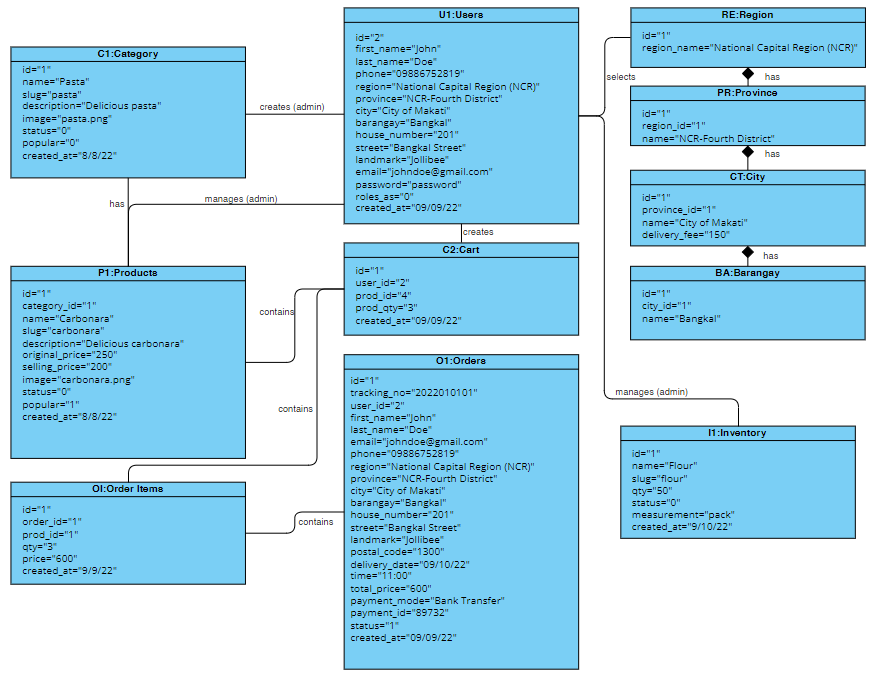 C1:Category
id="1"
name="Pasta"
slug="pasta"
description="Delicious pasta"
image="pasta.png"
status="0"
popular="0"
created_at="8/8/22"
creates (admin)
U1:Users
id="2"
first_name="John"
last_name="Doe"
phone="09886752819"
region="National Capital Region (NCR)"
province="NCR-Fourth District"
city="City of Makati"
barangay="Bangkal"
house_number="201"
street="Bangkal Street"
landmark="Jollibee"
email="johndoe@gmail.com"
password="password"
roles_as="0"
created_at="09/09/22"
selects
RE:Region
id="1"
region_name="National Capital Region (NCR)"
has
PR:Province
id="1"
region_id="1"
name="NCR-Fourth District"
has
CT:City
id="1"
province_id="1"
name="City of Makati"
delivery_fee="150"
has
BA:Barangay
id="1"
city_id="1"
name="Bangkal"
has
manages (admin)
creates
P1:Products
id="1"
category_id="1"
name="Carbonara"
slug="carbonara"
description="Delicious carbonara"
original_price="250"
selling_price="200"
image="carbonara.png"
status="0"
popular="1"
created_at="8/8/22"
contains
C2:Cart
id="1"
user_id="2"
prod_id="4"
prod_qty="3"
created_at="09/09/22"
contains
O1:Orders
id="1"
tracking_no="2022010101"
user_id="2"
first_name="John"
last_name="Doe"
email="johndoe@gmail.com"
phone="09886752819"
region="National Capital Region (NCR)"
province="NCR-Fourth District"
city="City of Makati"
barangay="Bangkal"
house_number="201"
street="Bangkal Street"
landmark="Jollibee"
postal_code="1300"
delivery_date="09/10/22"
time="11:00"
total_price="600"
payment_mode="Bank Transfer"
payment_id="89732"
status="1"
created_at="09/09/22"
OI:Order Items
id="1"
order_id="1"
prod_id="1"
qty="3"
price="600"
created_at="9/9/22"
contains
manages (admin)
I1:Inventory
id="1"
name="Flour"
slug="flour"
qty="50"
status="0"
measurement="pack"
created_at="9/10/22"